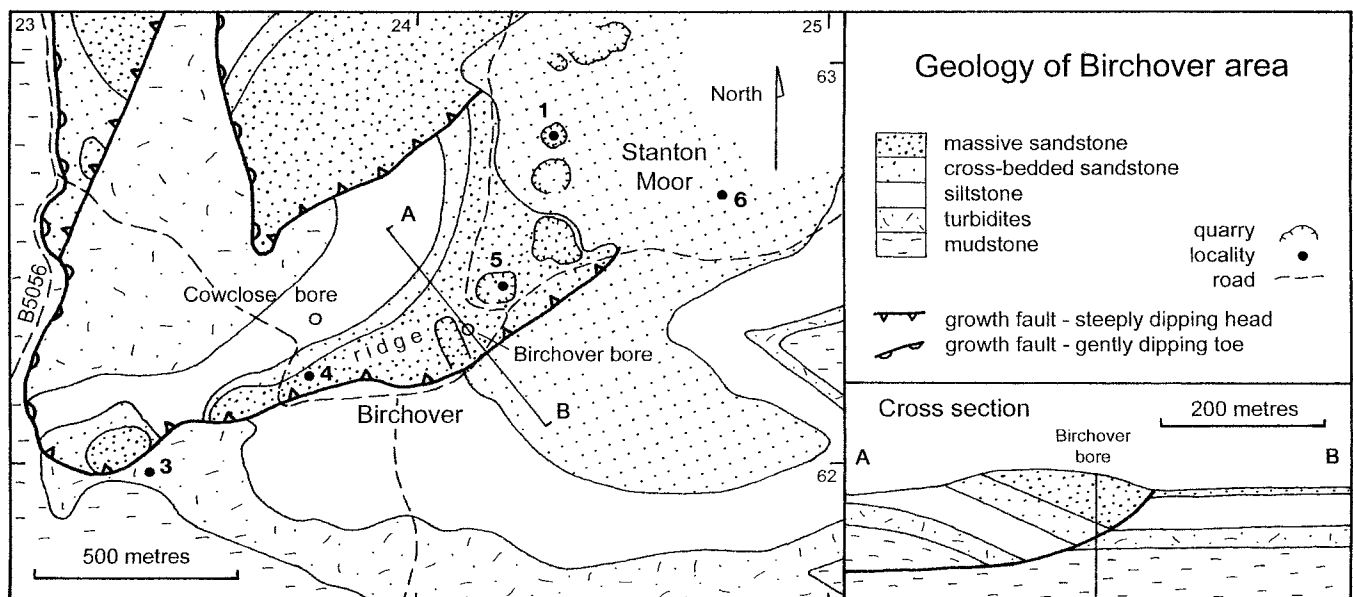 23
24
25
63
North
1
Stanton
Moor
6
A
5
B5056
Cowclose bore
ridge
Birchover bore
4
Birchover
B
3
62
500 metres
Geology of Birchover area
massive sandstone
cross-bedded sandstone
siltstone
turbidites
mudstone
quarry
locality
road
growth fault - steeply dipping head
growth fault - gently dipping toe
Cross section
200 metres
Birchover
bore
A
B